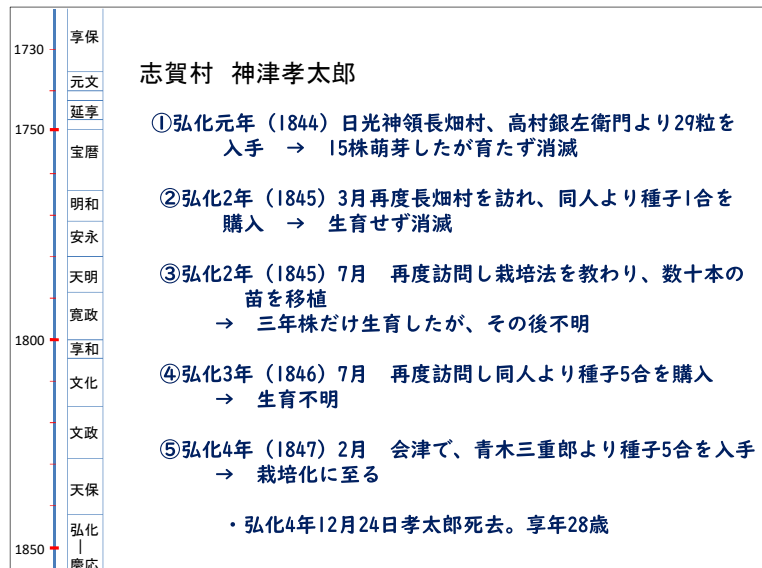 志賀村　神津孝太郎
①弘化元年（1844）日光神領長畑村、高村銀左衛門より29粒を
入手　→　15株萌芽したが育たず消滅
②弘化2年（1845）3月再度長畑村を訪れ、同人より種子1合を
購入　→　生育せず消滅
③弘化2年（1845）7月　再度訪問し栽培法を教わり、数十本の
苗を移植
→　三年株だけ生育したが、その後不明
④弘化3年（1846）7月　再度訪問し同人より種子5合を購入
→　生育不明
⑤弘化4年（1847）2月　会津で、青木三重郎より種子5合を入手
→　栽培化に至る
・弘化4年12月24日孝太郎死去。享年28歳
1730
1750
1800
1850
享保
元文
延享
宝暦
明和
安永
天明
寛政
享和
文化
文政
天保
弘化
｜
慶応